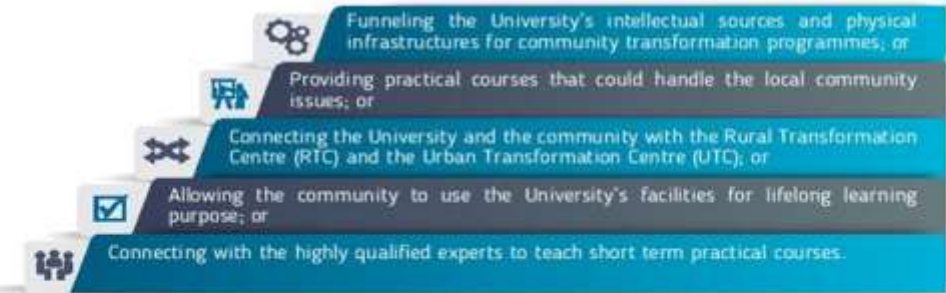 Funneling the University's intellectual sources and physical
infrastructures for community transformation programmes; or
Providing practical courses that could handle the local community
issues; or
Connecting the University and the community with the Rural Transformation
Centre (RTC) and the Urban Transformation Centre (UTC); or
Allowing the community to use the University's facilities for lifelong learning
purpose; or
Connecting with the highly qualified experts to teach short term practical courses.